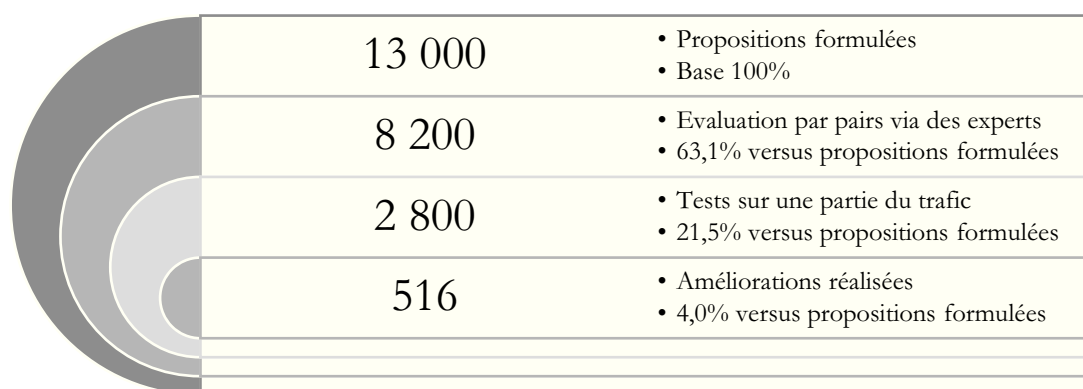 13 000
• Propositions formulées
• Base 100%
8 200
• Evaluation par pairs via des experts
• 63,1% versus propositions formulées
2 800
• Tests sur une partie du trafic
• 21,5% versus propositions formulées
516
• Améliorations réalisées
• 4,0% versus propositions formulées